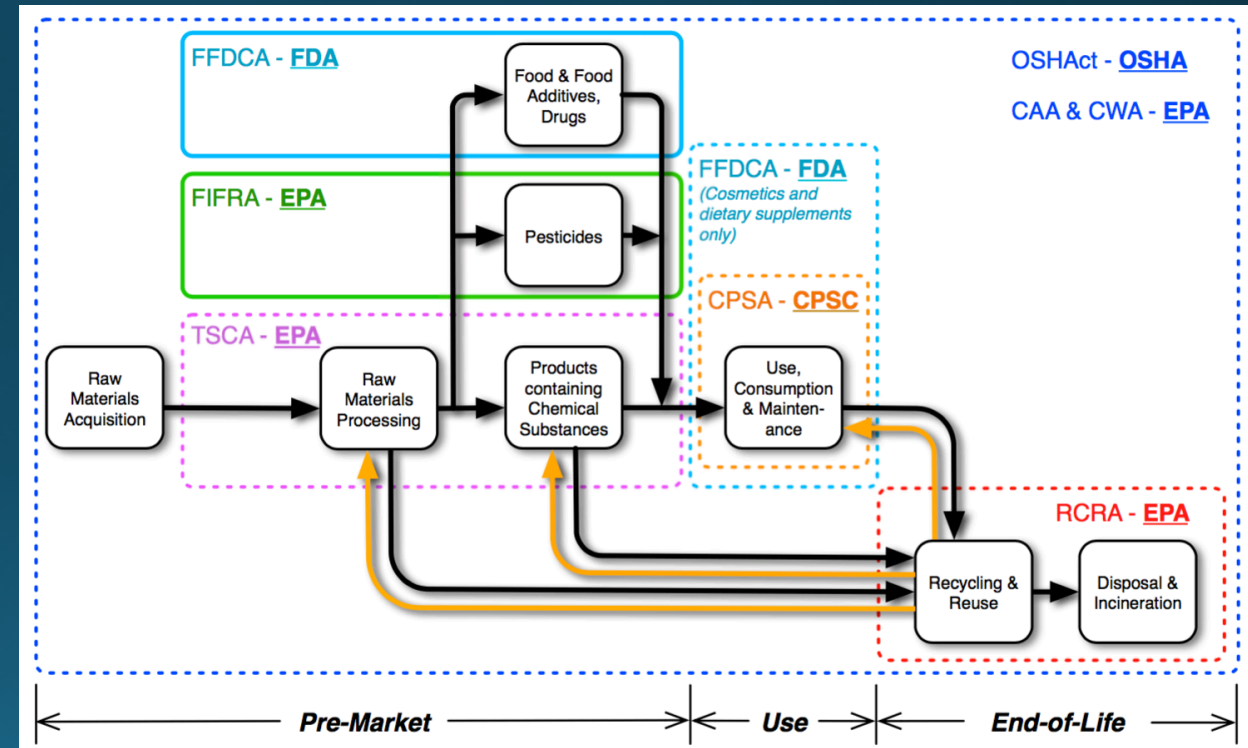 FFDCA - FDA
Food & Food
Additives,
Drugs
OSHAct - OSHA
CAA & CWA - EPA
FIFRA - EPA
Pesticides
FFDCA - FDA
(Cosmetics and
dietary supplements
only)
CPSA - CPSC
TSCA - EPA
Raw
Materials
Acquisition
Raw
Materials
Processing
Products
containing
Chemical
Substances
Use,
Consumption
& Mainten-
ance
RCRA - EPA
Recycling &
Reuse
Disposal &
Incineration
Pre-Market
Use
End-of-Life